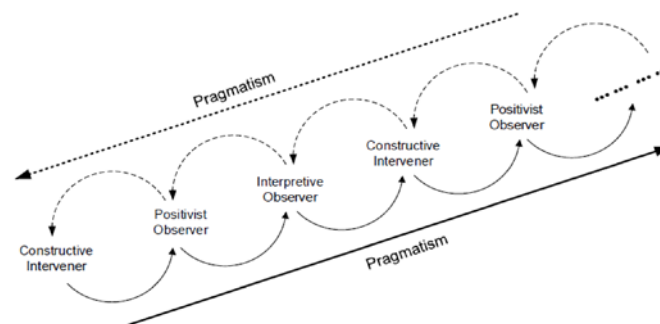 Pragmatism
Positivist
Observer
Constructive
Intervener
Interpretive
Observer
Positivist
Observer
Constructive
Intervener
Pragmatism